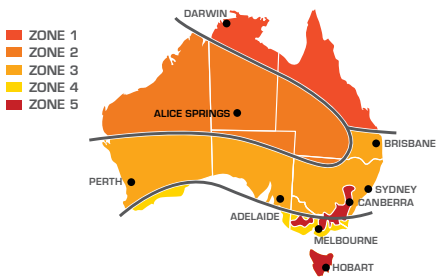 DARWIN
ZONE 1
ZONE 2
ZONE 3
ZONE 4
ZONE 5
ALICE SPRINGS
BRISBANE
PERTH
SYDNEY
CANBERRA
ADELAIDE
MELBOURNE
HOBART